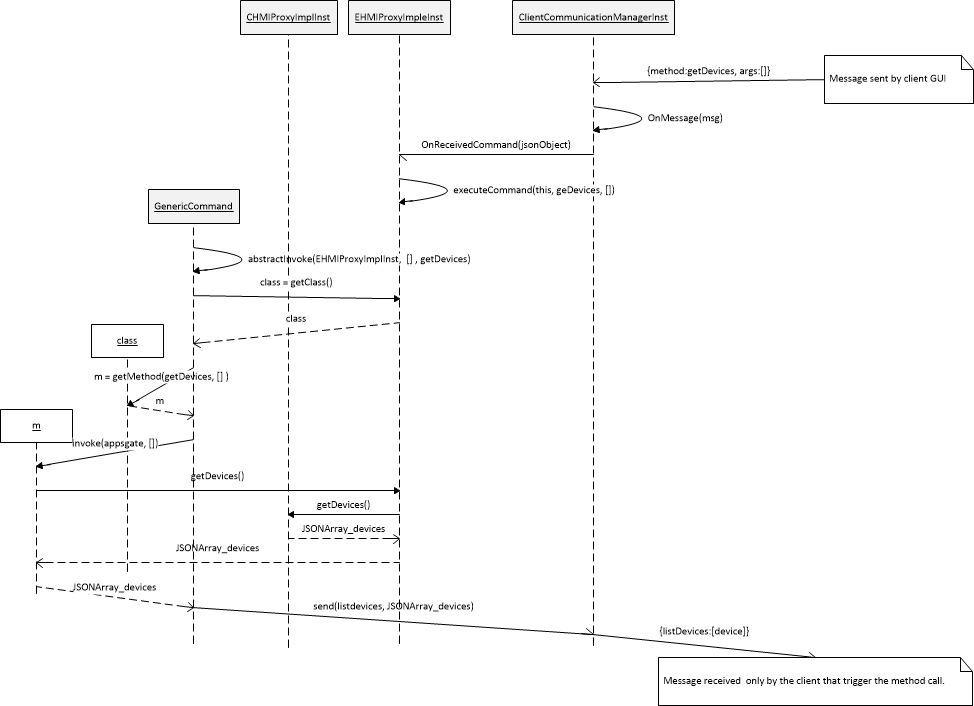 CHMIProxyImplInst
EHMIProxyImpleInst
ClientCommunicationManagerInst
{method:getDevices, args:[]}
Message sent by client GUI
OnMessage(msg)
OnReceivedCommand(jsonObject)
executeCommand(this, geDevices, [])
GenericCommand
abstractInvoke(EHMIProxyImplInst, [] , getDevices)
class = getClass()
class
class
m = getMethod(getDevices, [] )
m
m
invoke(appsgate, [])
getDevices()
getDevices()
JSONArray_devices
JSONArray_devices
JSONArray_devices
send(listdevices, JSONArray_devices)
{listDevices:[device]}
Message received only by the client that trigger the method call.